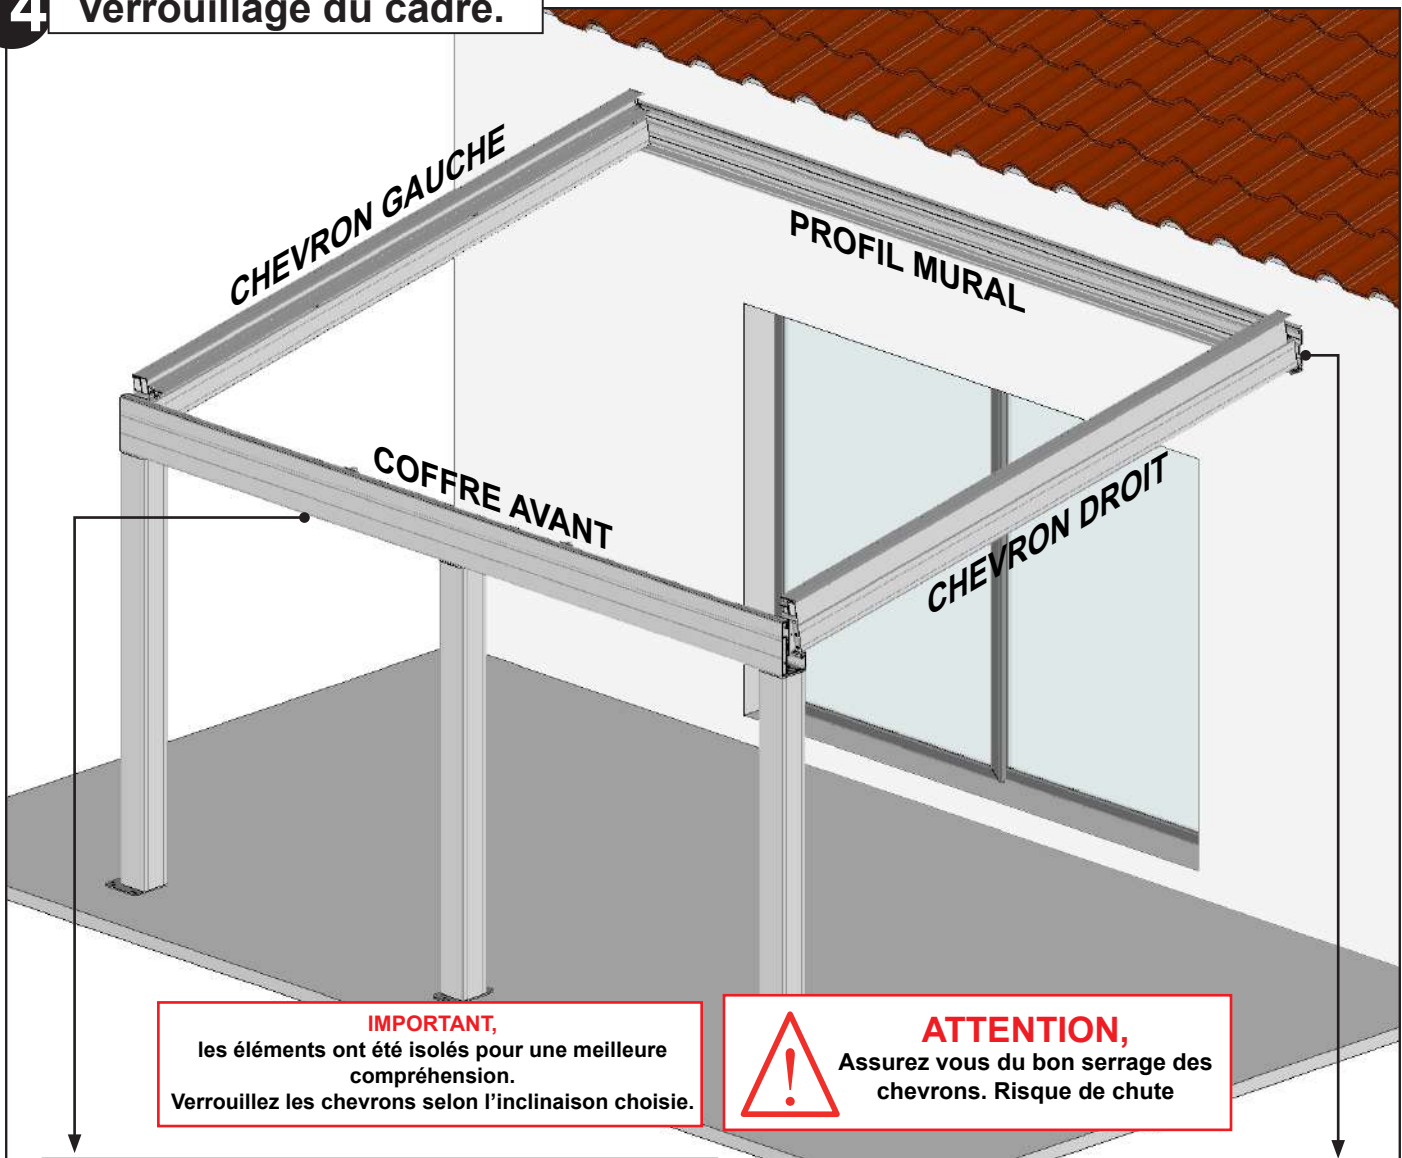 4
Verrouillage du cadre.
CHEVRON GAUCHE
PROFIL MURAL
COFFRE AVANT
CHEVRON DROIT
IMPORTANT,
les éléments ont été isolés pour une meilleure
compréhension.
Verrouillez les chevrons selon l’inclinaison choisie.
!
ATTENTION,
Assurez vous du bon serrage des
chevrons. Risque de chute